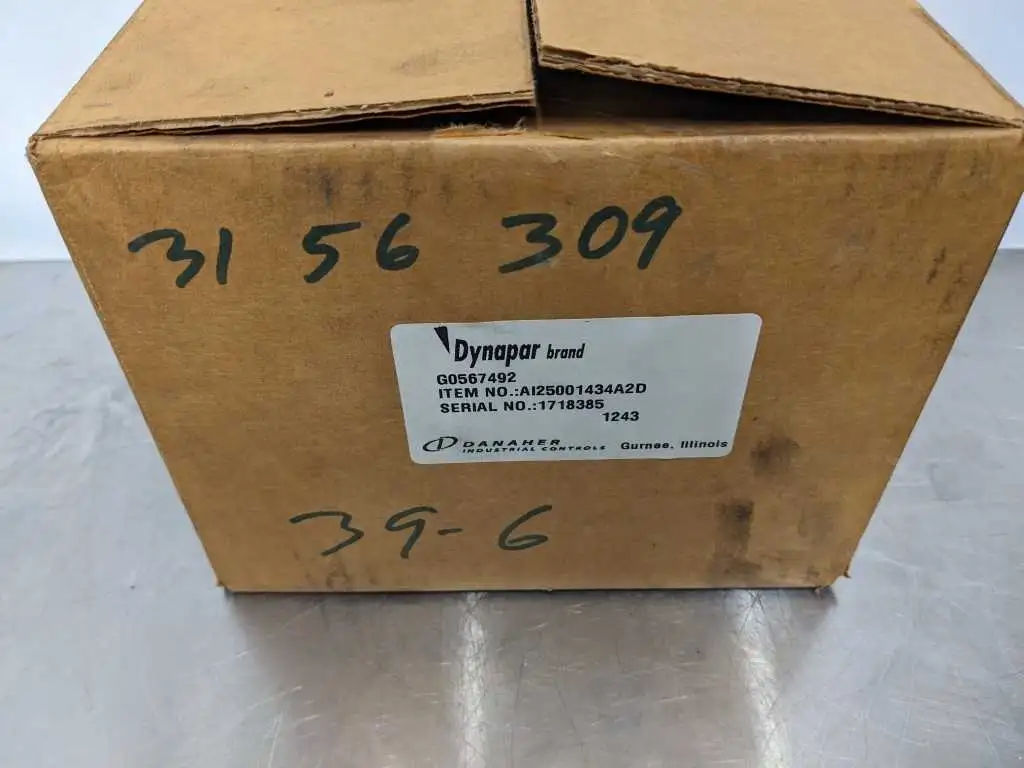 31 56 309
Dynapar brand
G0567492
ITEM NO.:AI25001434A2D
SERIAL NO.:1718385
1243
DANAHER
INDUSTRIAL CONTROLS Gurnee, Illinois
39-6